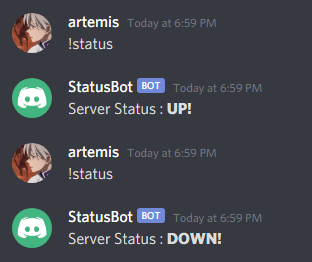 artemis Today at 6:59 PM
!status
StatusBot BOT Today at 6:59 PM
Server Status : UP!
artemis Today at 6:59 PM
!status
StatusBot BOT Today at 6:59 PM
Server Status : DOWN!